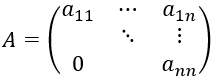 A = ( a₁₁ ⋯ a₁ₙ
⋱ ⋮
0 aₙₙ )